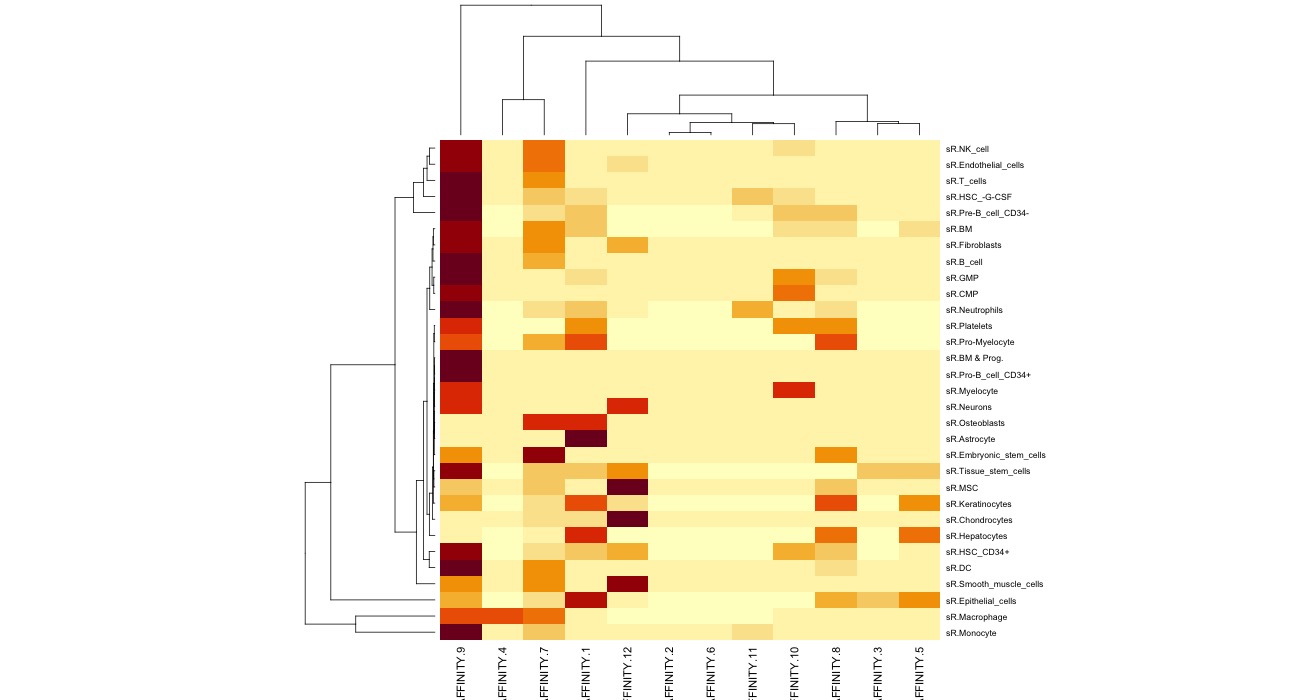 sR.NK_cell
sR.Endothelial_cells
sR.T_cells
sR.HSC_-G-CSF
sR.Pre-B_cell_CD34-
sR.BM
sR.Fibroblasts
sR.B_cell
sR.GMP
sR.CMP
sR.Neutrophils
sR.Platelets
sR.Pro-Myelocyte
sR.BM & Prog.
sR.Pro-B_cell_CD34+
sR.Myelocyte
sR.Neurons
sR.Osteoblasts
sR.Astrocyte
sR.Embryonic_stem_cells
sR.Tissue_stem_cells
sR.MSC
sR.Keratinocytes
sR.Chondrocytes
sR.Hepatocytes
sR.HSC_CD34+
sR.DC
sR.Smooth_muscle_cells
sR.Epithelial_cells
sR.Macrophage
sR.Monocyte
FFINITY.9
FFINITY.4
FFINITY.7
FFINITY.1
FFINITY.12
FFINITY.2
FFINITY.6
FFINITY.11
FFINITY.10
FFINITY.8
FFINITY.3
FFINITY.5